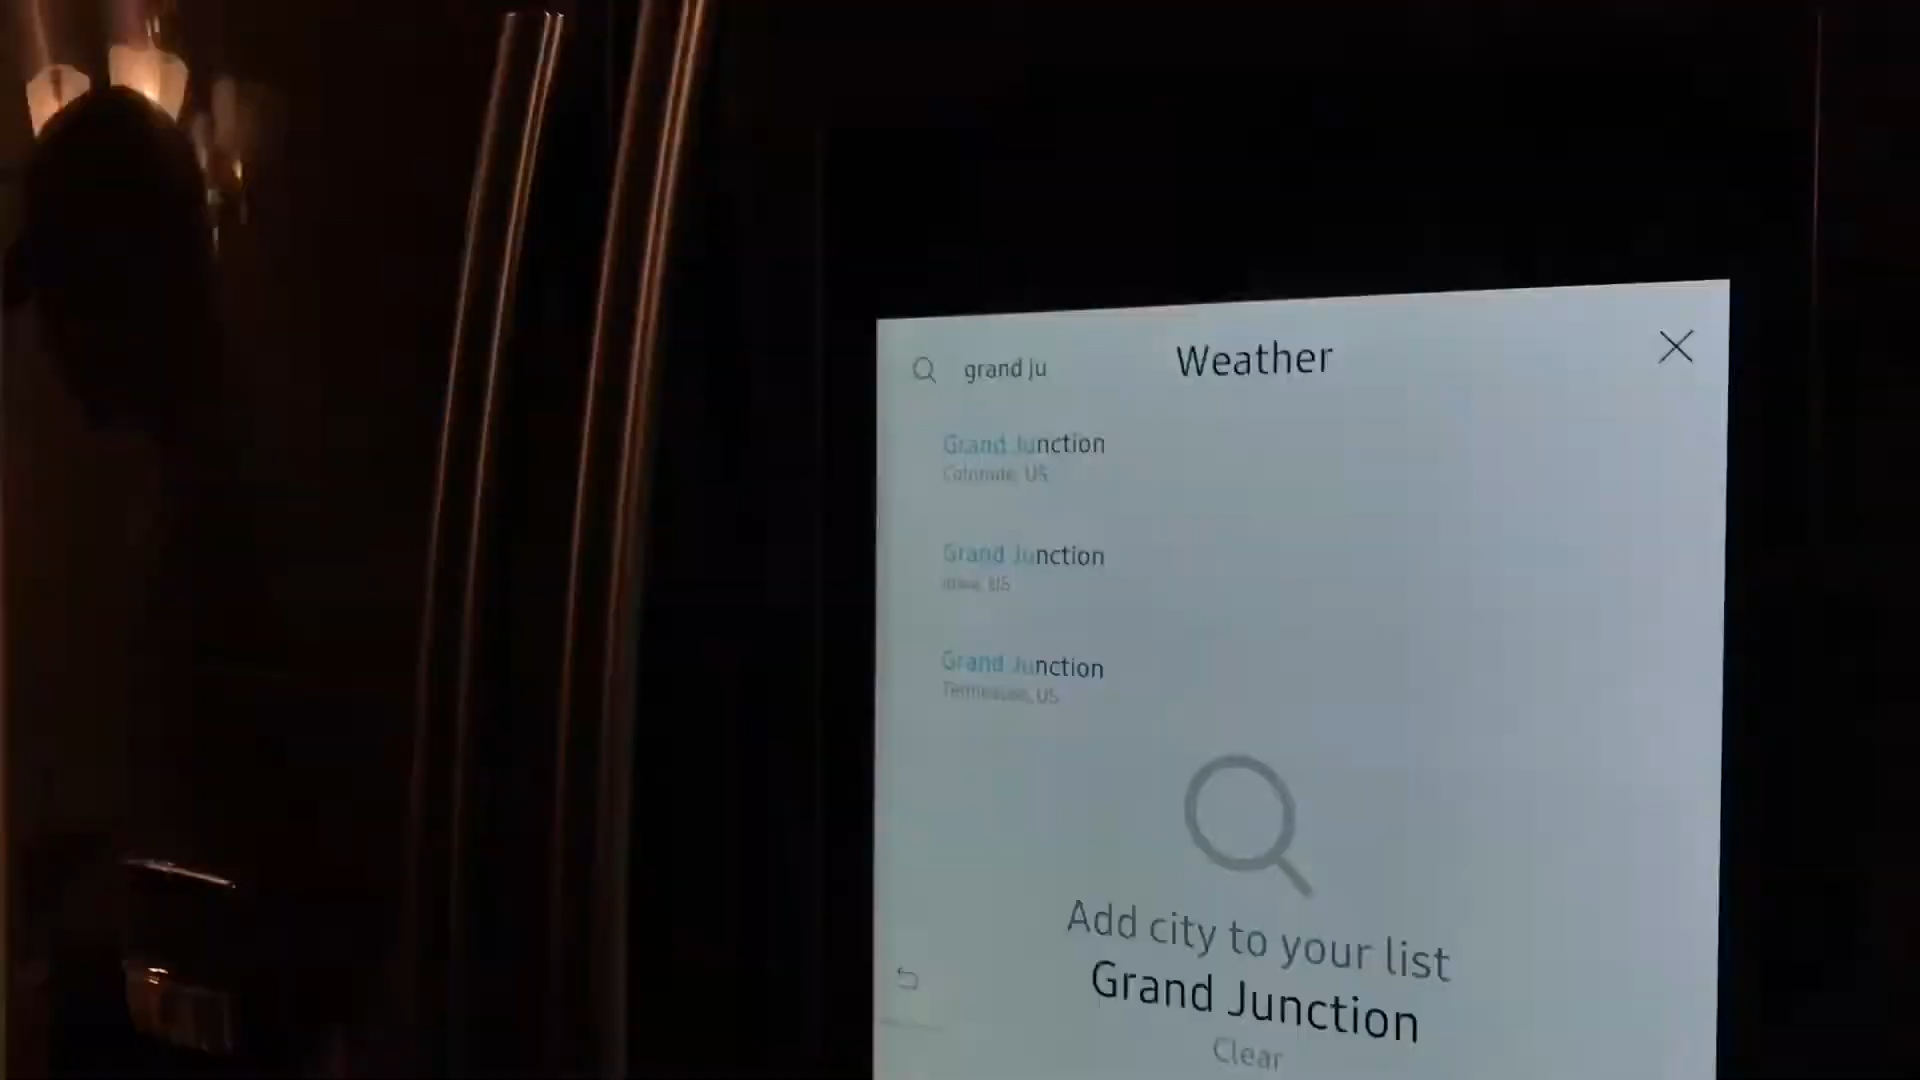 Weather
grand ju
Grand Junction
Colorado, US
Grand Junction
Iowa, US
Grand Junction
Tennessee, US
Add city to your list
Grand Junction
Clear